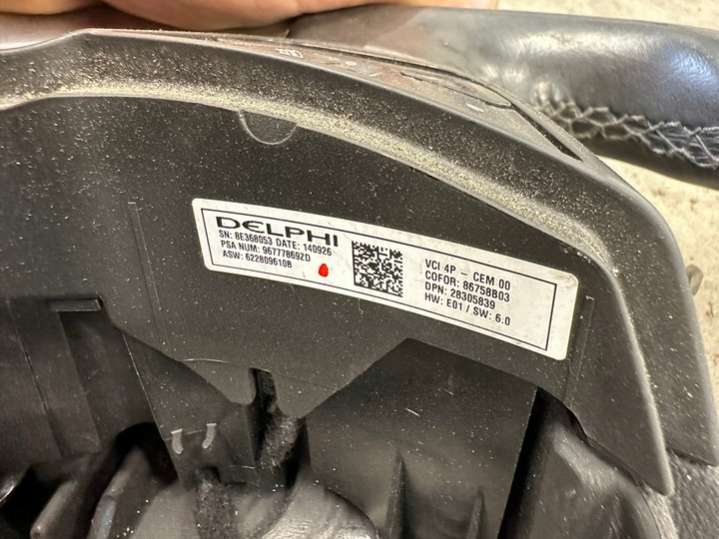 DELPHI
SN: 8E368053 DATE: 140926
PSA NUM: 96777869ZD
ASW: 622809610B
VCI 4P - CEM 00
COFOR: 86758B03
DPN: 28305839
HW: E01 / SW: 6.0